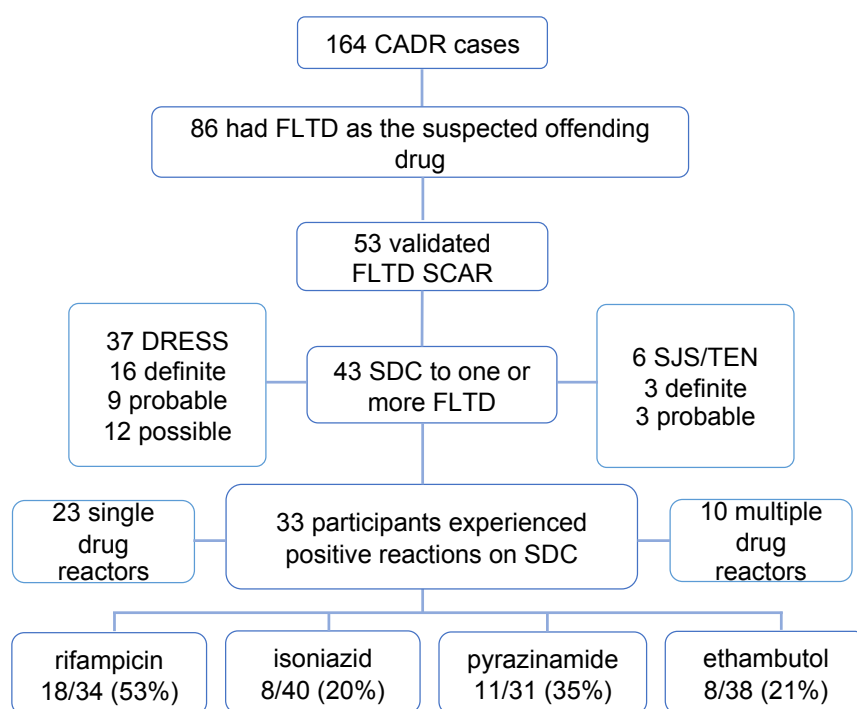 164 CADR cases
86 had FLTD as the suspected offending
drug
53 validated
FLTD SCAR
37 DRESS
16 definite
9 probable
12 possible
43 SDC to one or
more FLTD
6 SJS/TEN
3 definite
3 probable
23 single
drug
reactors
33 participants experienced
positive reactions on SDC
10 multiple
drug
reactors
rifampicin
18/34 (53%)
isoniazid
8/40 (20%)
pyrazinamide
11/31 (35%)
ethambutol
8/38 (21%)